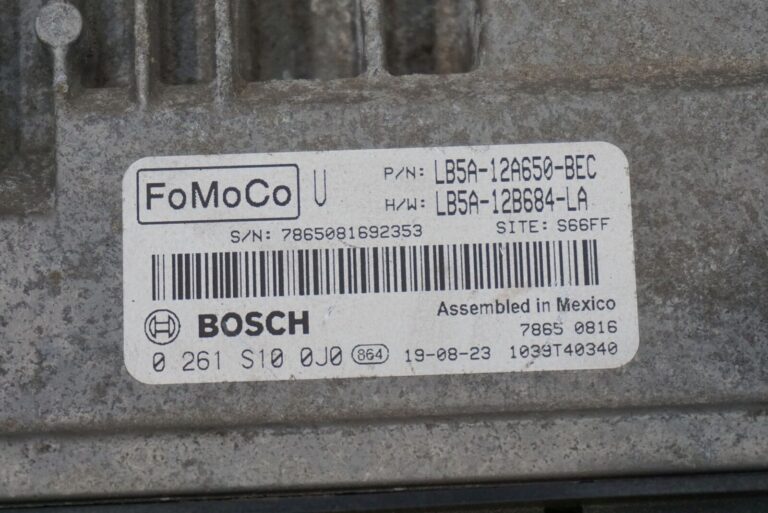 FoMoCo U P/N: LB5A-12A650-BEC
H/W: LB5A-12B684-LA
S/N: 7865081692353 SITE: S66FF
Assembled in Mexico
BOSCH 7865 0816
0 261 S10 0J0 864 19-08-23 1039T40340